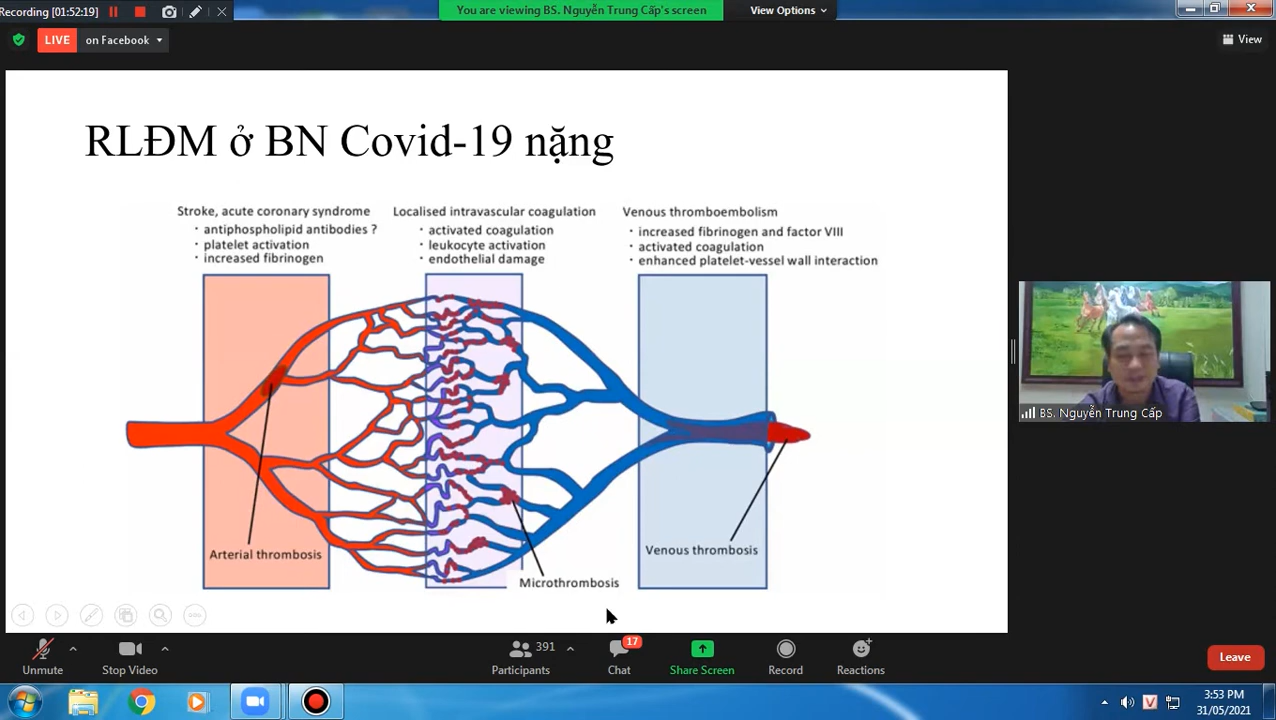 Recording [01:52:19]
You are viewing BS. Nguyễn Trung Cấp's screen
View Options
LIVE
on Facebook
View
RLĐM ở BN Covid-19 nặng
Stroke, acute coronary syndrome
· antiphospholipid antibodies ?
· platelet activation
· increased fibrinogen
Localised intravascular coagulation
· activated coagulation
· leukocyte activation
· endothelial damage
Venous thromboembolism
· increased fibrinogen and factor VIII
· activated coagulation
· enhanced platelet-vessel wall interaction
Arterial thrombosis
Microthrombosis
Venous thrombosis
BS. Nguyễn Trung Cấp
Unmute
Stop Video
391
Participants
17
Chat
Share Screen
Record
Reactions
Leave
V
3:53 PM
31/05/2021